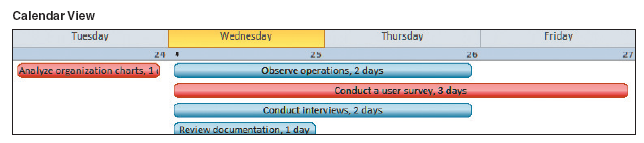 Calendar View
Tuesday Wednesday Thursday Friday
24 25 26 27
Analyze organization charts, 1 Observe operations, 2 days
Conduct a user survey, 3 days
Conduct interviews, 2 days
Review documentation, 1 day